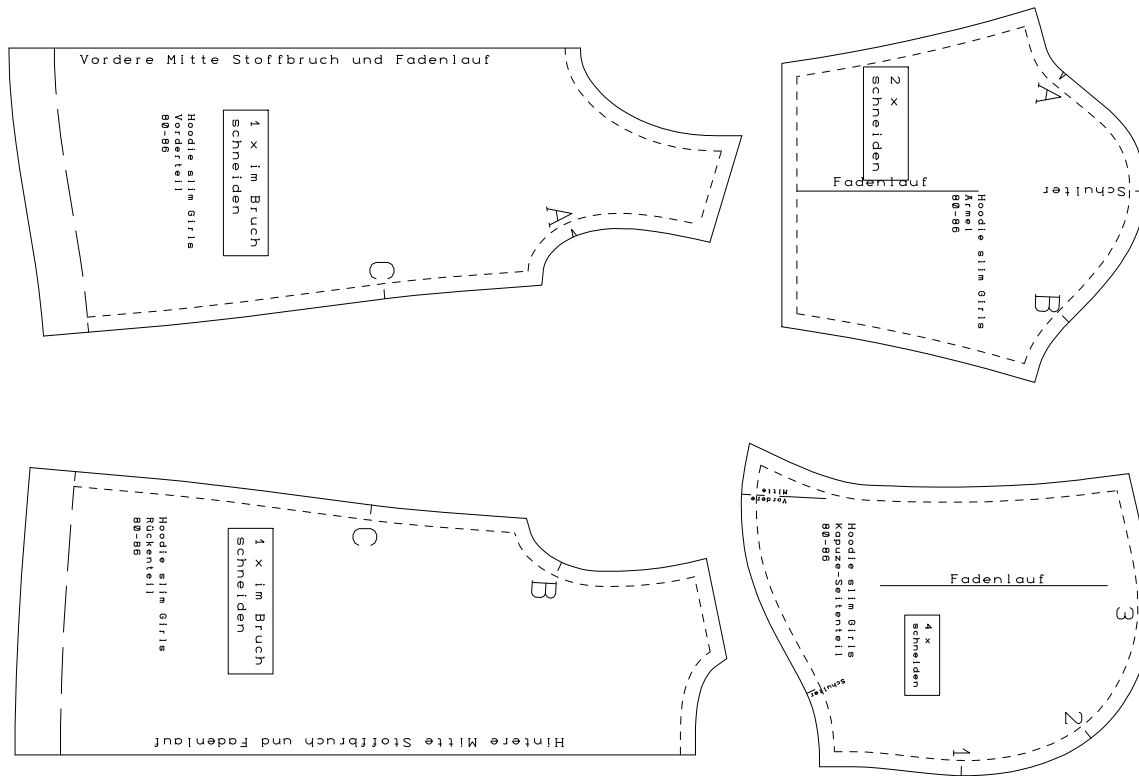 Vordere Mitte Stoffbruch und Fadenlauf
1 × im Bruch
schneiden
Hoodie slim Girls
Vorderteil
80-86
A
C
2 ×
schneiden
Fadenlauf
Hoodie slim Girls
Ärmel
80-86
A
Schulter
B
C
B
1 × im Bruch
schneiden
Hoodie slim Girls
Rückenteil
80-86
Hintere Mitte Stoffbruch und Fadenlauf
Vordere
Mitte
Hoodie slim Girls
Kapuze-Seitenteil
80-86
Fadenlauf
4 ×
schneiden
Schulter
3
2
1